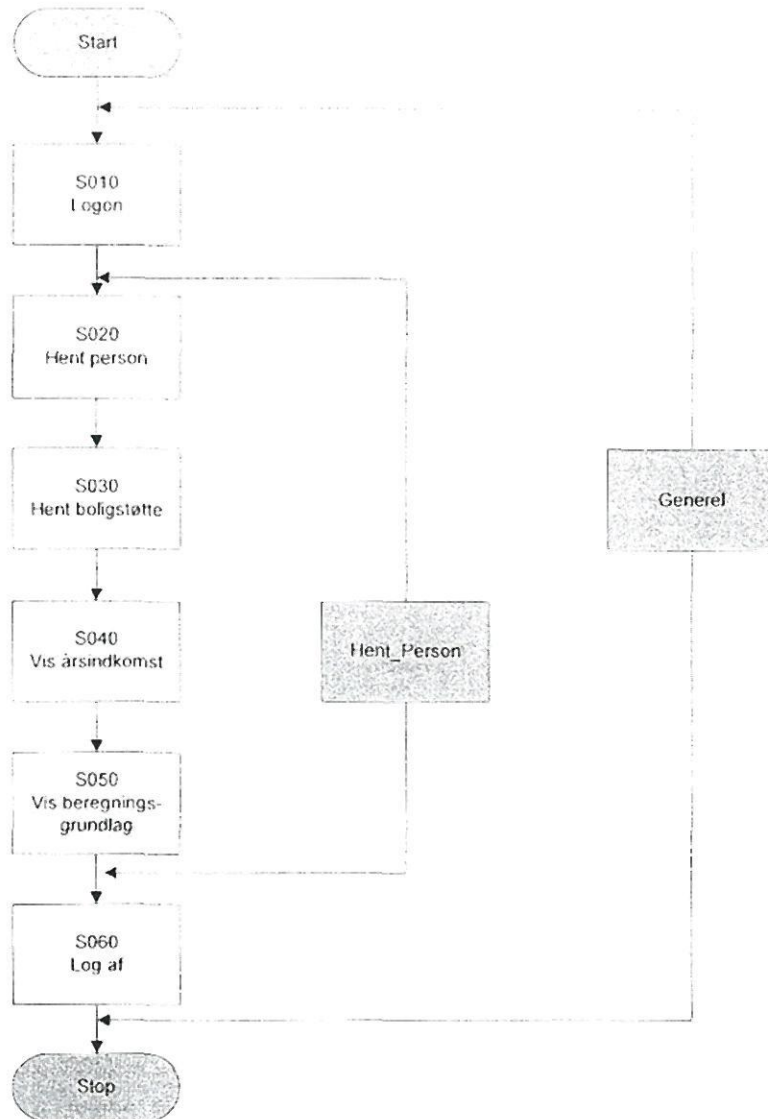 Start
S010
Logon
S020
Hent person
S030
Hent boligstøtte
Generel
S040
Vis årsindkomst
Hent_Person
S050
Vis beregnings-
grundlag
S060
Log af
Stop